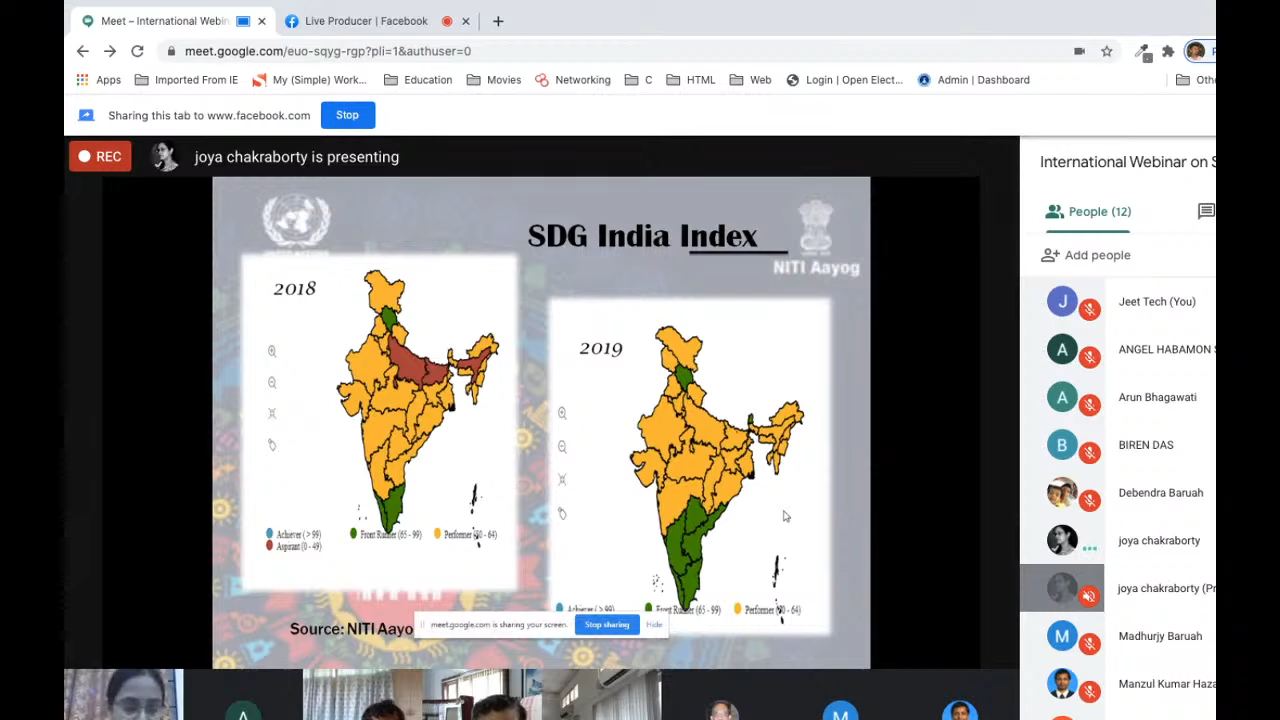 Meet – International Webin
Live Producer | Facebook
meet.google.com/euo-sqyg-rgp?pli=1&authuser=0
Apps
Imported From IE
My (Simple) Work...
Education
Movies
Networking
C
HTML
Web
Login | Open Elect...
Admin | Dashboard
Othe
Sharing this tab to www.facebook.com
Stop
REC
joya chakraborty is presenting
SDG India Index
NITI Aayog
2018
Achiever ( > 99)
Front Runner (65 - 99)
Performer (50 - 64)
Aspirant (0 - 49)
2019
Achiever ( > 99)
Front Runner (65 - 99)
Performer (50 - 64)
Source: NITI Aayo
meet.google.com is sharing your screen.
Stop sharing
Hide
International Webinar on S
People (12)
Add people
J
Jeet Tech (You)
A
ANGEL HABAMON S
A
Arun Bhagawati
B
BIREN DAS
Debendra Baruah
joya chakraborty
joya chakraborty (Pr
M
Madhurjy Baruah
Manzul Kumar Haza
A
M